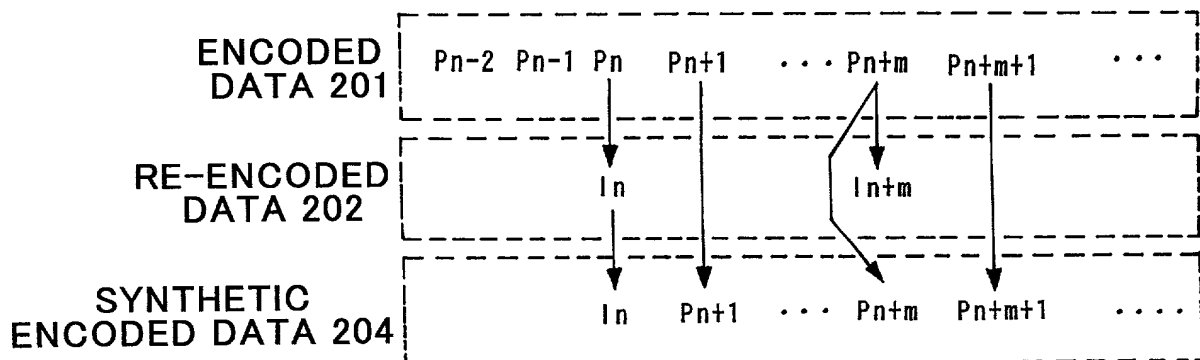 ENCODED DATA 201
Pn-2 Pn-1 Pn Pn+1 ··· Pn+m Pn+m+1 ···
RE-ENCODED DATA 202
In In+m
SYNTHETIC ENCODED DATA 204
In Pn+1 ··· Pn+m Pn+m+1 ····